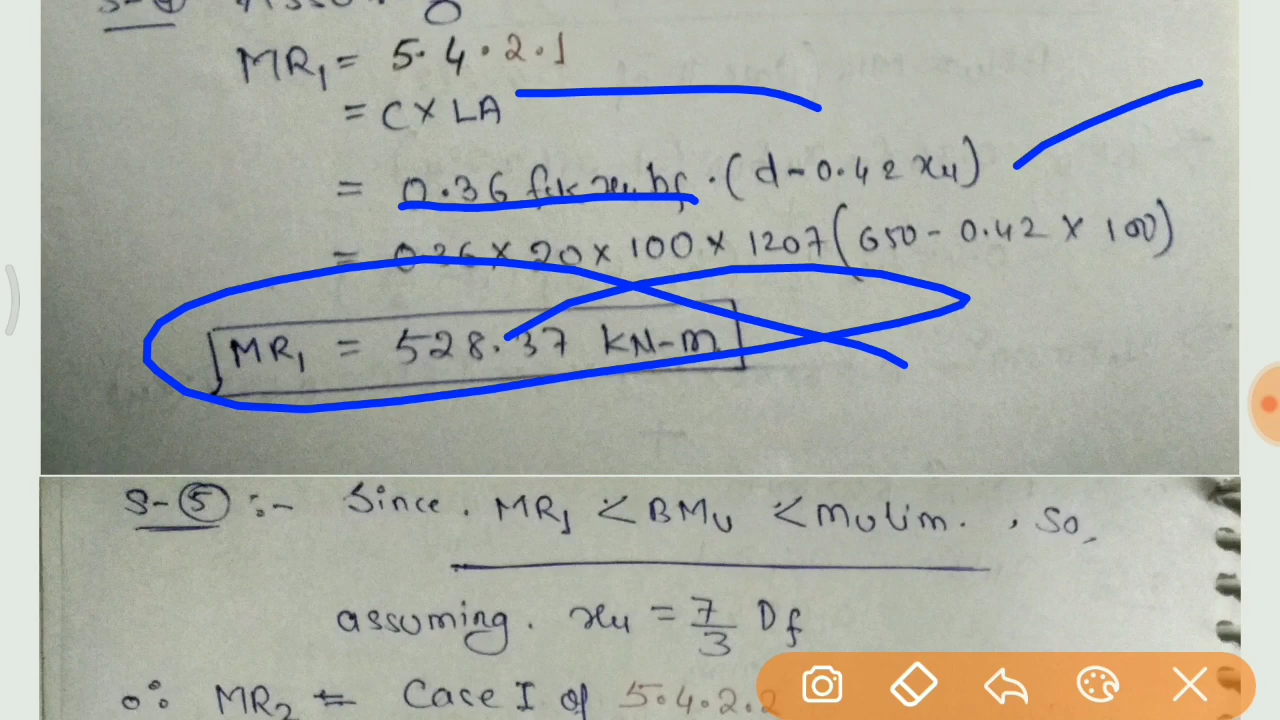 MR₁ = 5.4.2.1
= C X LA
= 0.36 fck xu bf . (d - 0.42 xu)
= 0.36 x 20 x 100 x 1207 (650 - 0.42 x 100)
MR₁ = 528.37 KN-m
S-⑤ :- Since. MR₁ < BMu < Mulim. , So,
assuming. xu = 7/3 Df
∴ MR₂ = Case I of 5.4.2.2